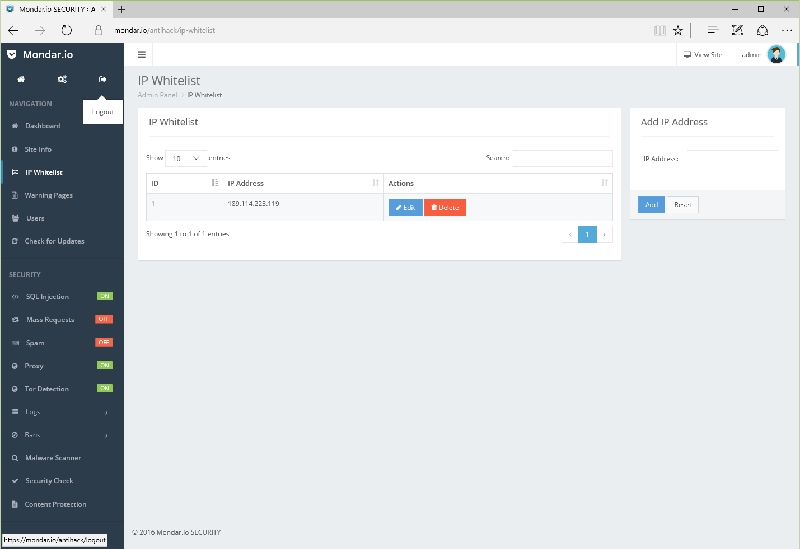 Mondar.io SECURITY › A
mondar.io/antihack/ip-whitelist
Mondar.io
View Site
admin
Logout
NAVIGATION
Dashboard
Site Info
IP Whitelist
Warning Pages
Users
Check for Updates
SECURITY
SQL Injection ON
Mass Requests OFF
Spam OFF
Proxy ON
Tor Detection ON
Logs
Bans
Malware Scanner
Security Check
Content Protection
https://mondar.io/antihack/logout
IP Whitelist
Admin Panel > IP Whitelist
IP Whitelist
Show 10 entries
Search:
ID IP Address Actions
1 189.114.223.119 Edit Delete
Showing 1 to 1 of 1 entries
‹ 1 ›
Add IP Address
IP Address:
Add Reset
© 2016 Mondar.io SECURITY